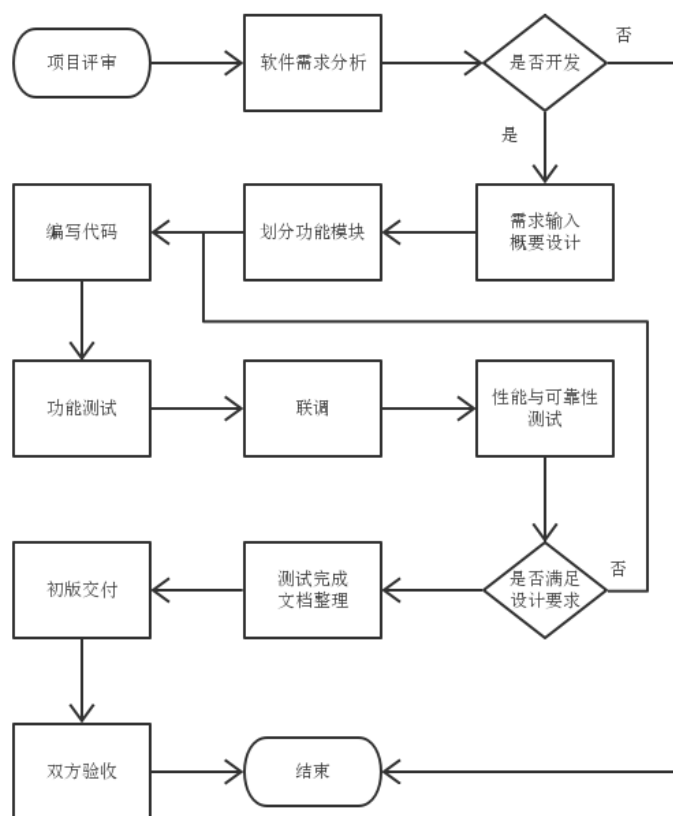 项目评审
软件需求分析
是否开发
否
是
编写代码
划分功能模块
需求输入
概要设计
功能测试
联调
性能与可靠性
测试
初版交付
测试完成
文档整理
是否满足
设计要求
否
双方验收
结束